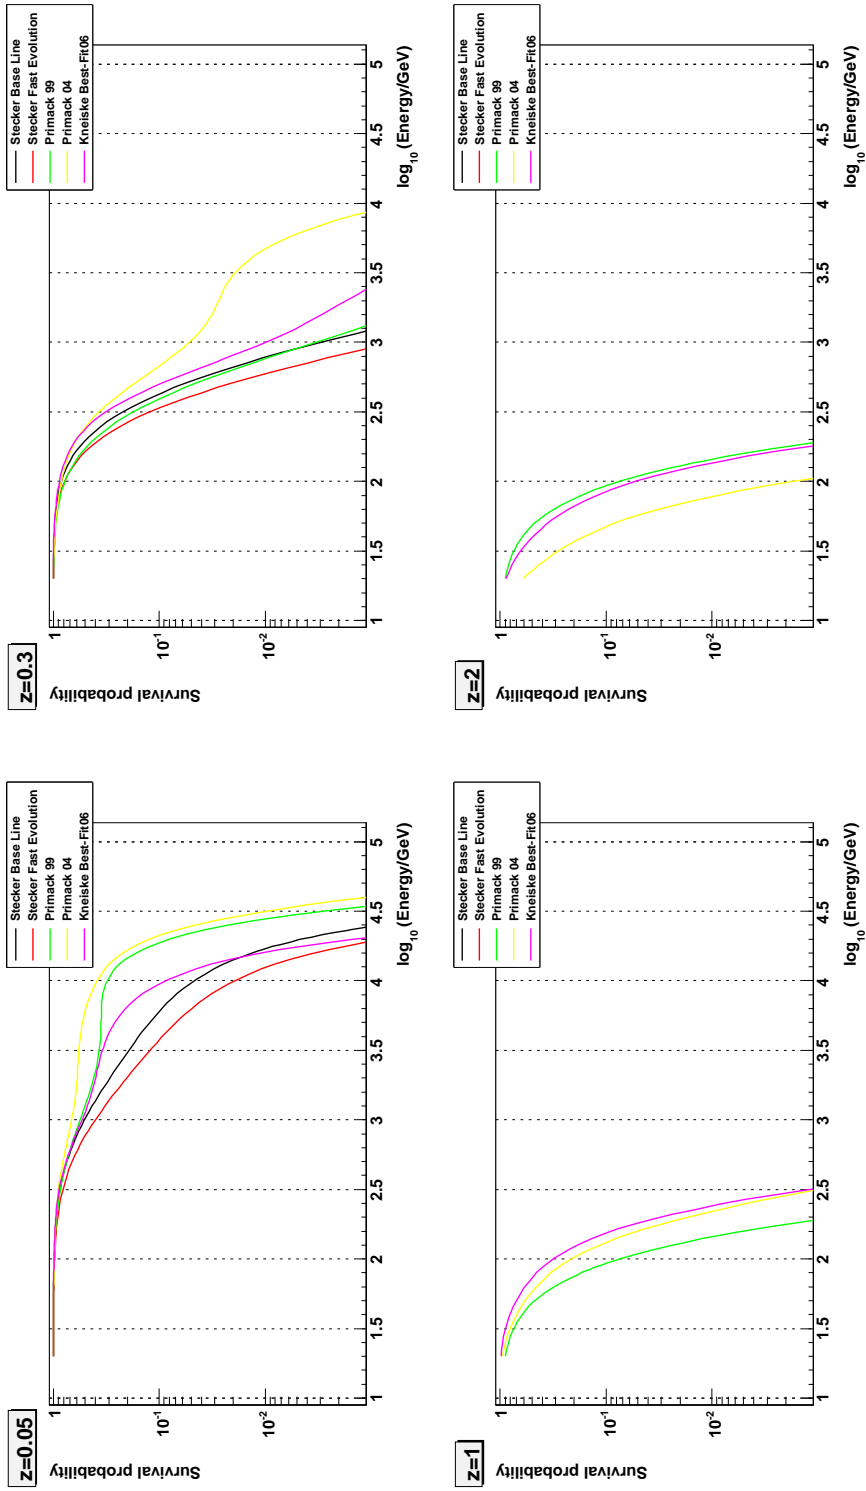 z=0.05
Survival probability
1
10-1
10-2
1
1.5
2
2.5
3
3.5
4
4.5
5
log10(Energy/GeV)
Stecker Base Line
Stecker Fast Evolution
Primack 99
Primack 04
Kneiske Best-Fit06
z=0.3
Survival probability
1
10-1
10-2
1
1.5
2
2.5
3
3.5
4
4.5
5
log10(Energy/GeV)
Stecker Base Line
Stecker Fast Evolution
Primack 99
Primack 04
Kneiske Best-Fit06
z=1
Survival probability
1
10-1
10-2
1
1.5
2
2.5
3
3.5
4
4.5
5
log10(Energy/GeV)
Stecker Base Line
Stecker Fast Evolution
Primack 99
Primack 04
Kneiske Best-Fit06
z=2
Survival probability
1
10-1
10-2
1
1.5
2
2.5
3
3.5
4
4.5
5
log10(Energy/GeV)
Stecker Base Line
Stecker Fast Evolution
Primack 99
Primack 04
Kneiske Best-Fit06